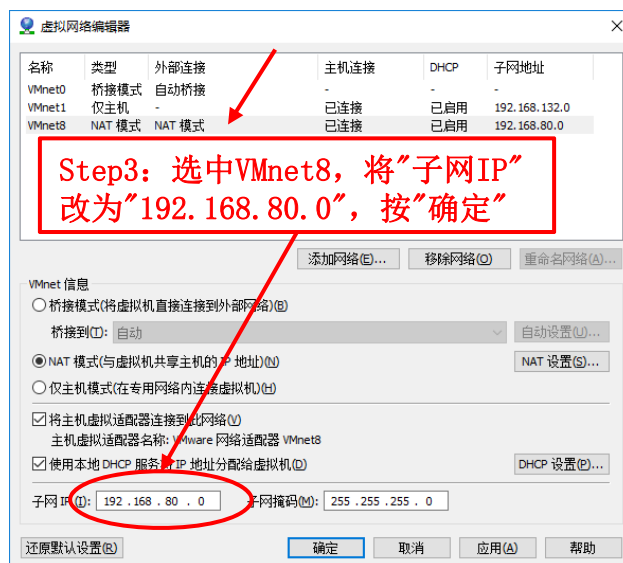 虚拟网络编辑器
名称 类型 外部连接 主机连接 DHCP 子网地址
VMnet0 桥接模式 自动桥接 - - -
VMnet1 仅主机 - 已连接 已启用 192.168.132.0
VMnet8 NAT 模式 NAT 模式 已连接 已启用 192.168.80.0
Step3：选中VMnet8，将"子网IP"
改为"192.168.80.0"，按"确定"
添加网络(E)... 移除网络(O) 重命名网络(A)...
VMnet 信息
桥接模式(将虚拟机直接连接到外部网络)(B)
桥接到(T): 自动 自动设置(U)...
NAT 模式(与虚拟机共享主机的 IP 地址)(N) NAT 设置(S)...
仅主机模式(在专用网络内连接虚拟机)(H)
将主机虚拟适配器连接到此网络(V)
主机虚拟适配器名称: VMware 网络适配器 VMnet8
使用本地 DHCP 服务将 IP 地址分配给虚拟机(D) DHCP 设置(P)...
子网 IP (I): 192 . 168 . 80 . 0 子网掩码(M): 255 . 255 . 255 . 0
还原默认设置(R) 确定 取消 应用(A) 帮助